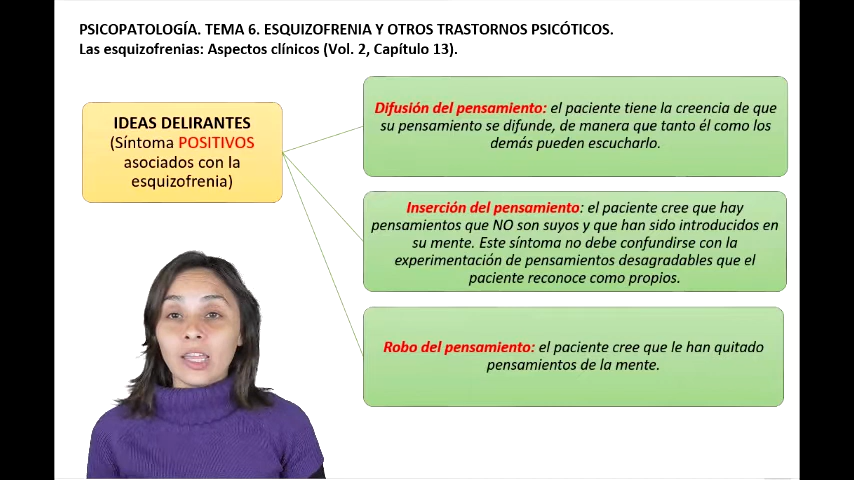 PSICOPATOLOGÍA. TEMA 6. ESQUIZOFRENIA Y OTROS TRASTORNOS PSICÓTICOS.
Las esquizofrenias: Aspectos clínicos (Vol. 2, Capítulo 13).
IDEAS DELIRANTES
(Síntoma POSITIVOS
asociados con la
esquizofrenia)
Difusión del pensamiento: el paciente tiene la creencia de que
su pensamiento se difunde, de manera que tanto él como los
demás pueden escucharlo.
Inserción del pensamiento: el paciente cree que hay
pensamientos que NO son suyos y que han sido introducidos en
su mente. Este síntoma no debe confundirse con la
experimentación de pensamientos desagradables que el
paciente reconoce como propios.
Robo del pensamiento: el paciente cree que le han quitado
pensamientos de la mente.